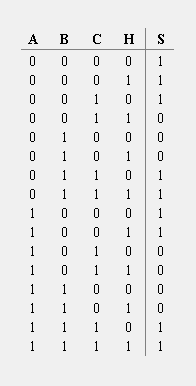 A B C H S
0 0 0 0 1
0 0 0 1 1
0 0 1 0 1
0 0 1 1 0
0 1 0 0 0
0 1 0 1 0
0 1 1 0 1
0 1 1 1 1
1 0 0 0 1
1 0 0 1 1
1 0 1 0 0
1 0 1 1 0
1 1 0 0 0
1 1 0 1 0
1 1 1 0 1
1 1 1 1 1